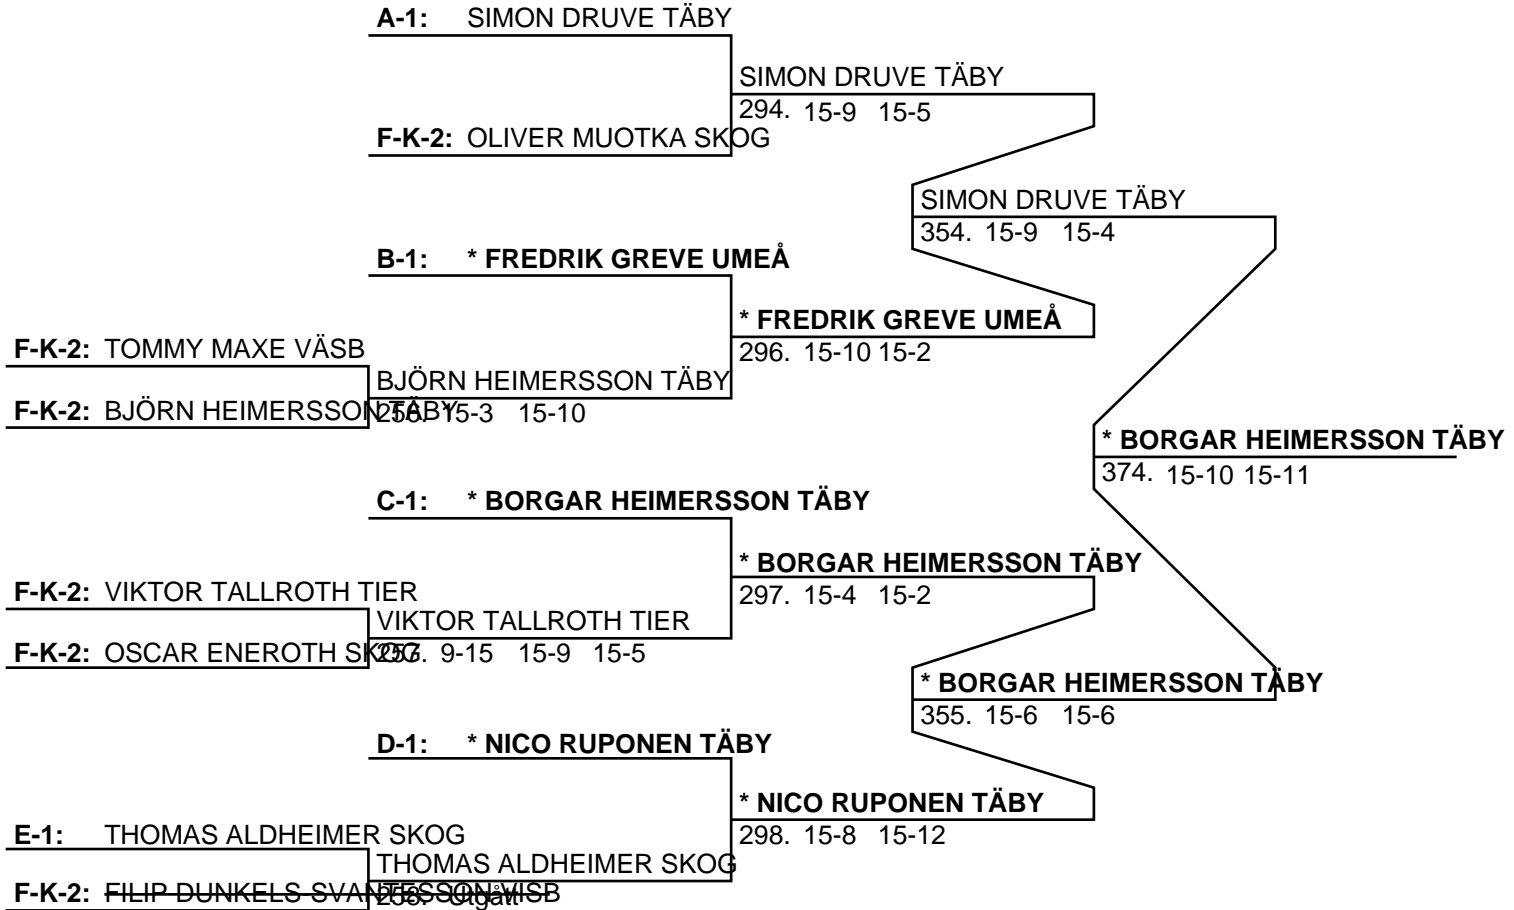 A-1: SIMON DRUVE TÄBY
SIMON DRUVE TÄBY
294. 15-9 15-5
F-K-2: OLIVER MUOTKA SKOG
SIMON DRUVE TÄBY
354. 15-9 15-4
B-1: * FREDRIK GREVE UMEÅ
* FREDRIK GREVE UMEÅ
296. 15-10 15-2
F-K-2: TOMMY MAXE VÄSB
BJÖRN HEIMERSSON TÄBY
F-K-2: BJÖRN HEIMERSSON TÄBY
256. 15-3 15-10
* BORGAR HEIMERSSON TÄBY
374. 15-10 15-11
C-1: * BORGAR HEIMERSSON TÄBY
* BORGAR HEIMERSSON TÄBY
297. 15-4 15-2
F-K-2: VIKTOR TALLROTH TIER
VIKTOR TALLROTH TIER
F-K-2: OSCAR ENEROTH SKOG
257. 9-15 15-9 15-5
* BORGAR HEIMERSSON TÄBY
355. 15-6 15-6
D-1: * NICO RUPONEN TÄBY
* NICO RUPONEN TÄBY
298. 15-8 15-12
E-1: THOMAS ALDHEIMER SKOG
THOMAS ALDHEIMER SKOG
F-K-2: FILIP DUNKELS-SVANTESSON VISB
258. Utgått